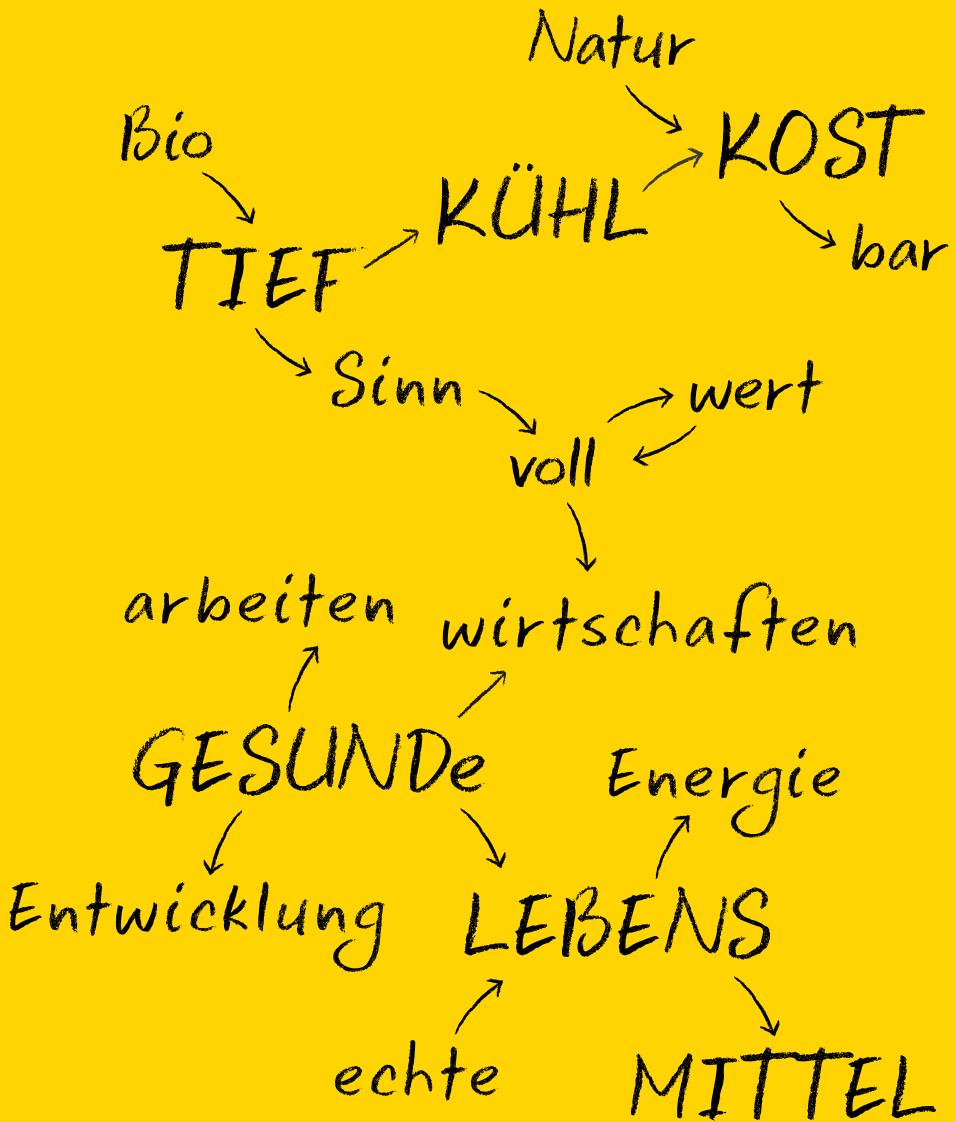 Natur
Bio
KOST
KÜHL
bar
TIEF
Sinn
wert
voll
arbeiten
wirtschaften
GESUNDe
Energie
Entwicklung
LEBENS
echte
MITTEL